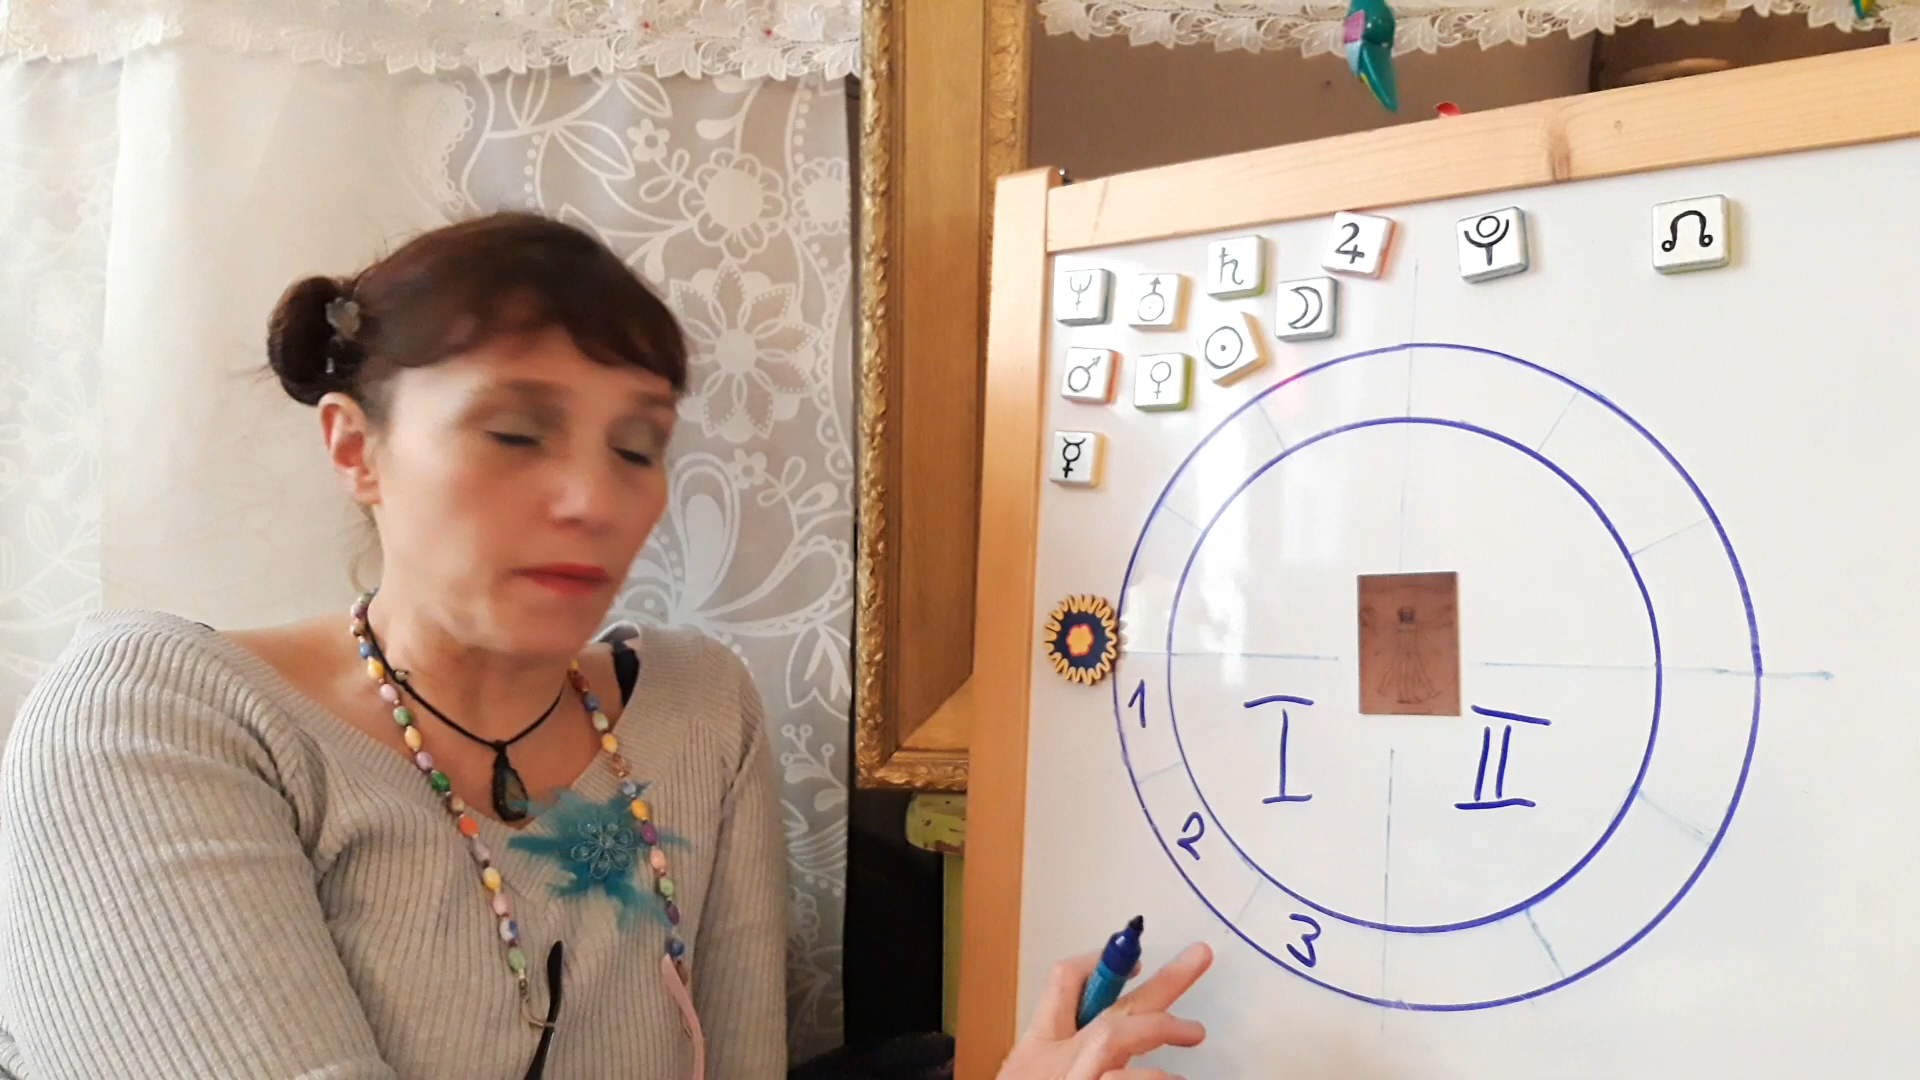 ♄ ♃ ♇ ☊
♆ ⛢ ☽
♂ ♀ ☉
☿
1 I II
2
3